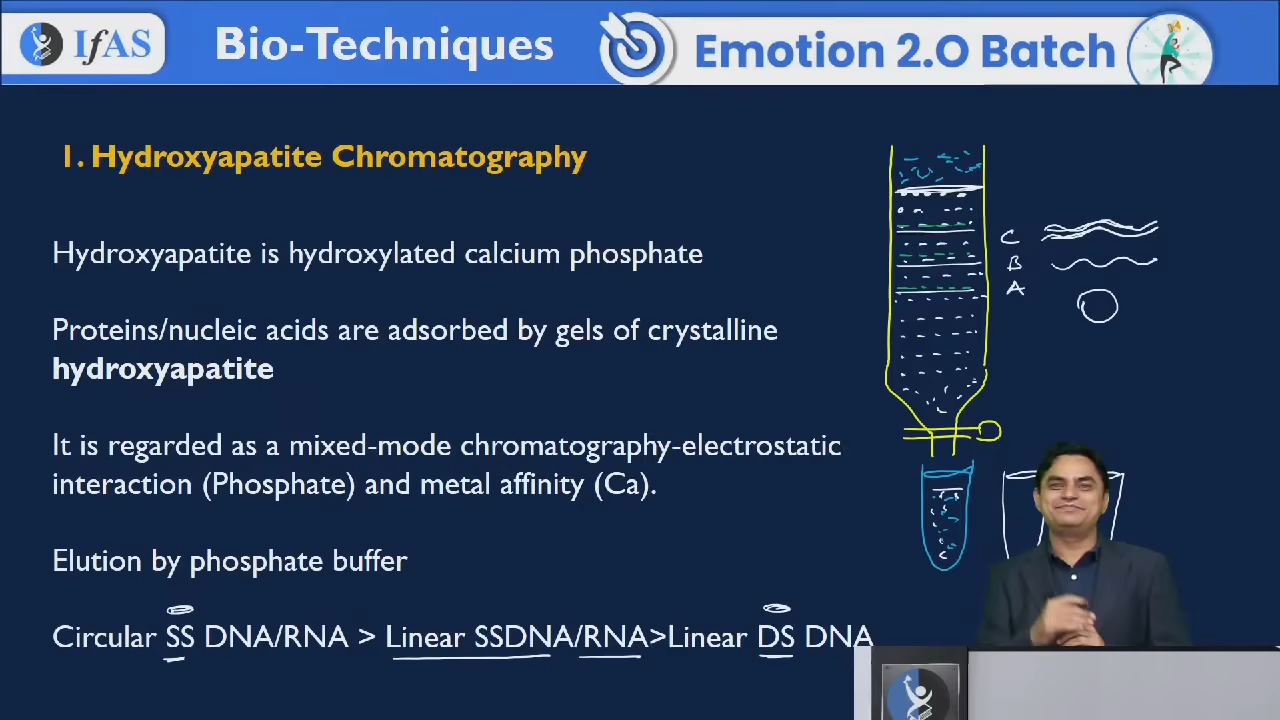 IfAS
Bio-Techniques
Emotion 2.O Batch
1. Hydroxyapatite Chromatography
Hydroxyapatite is hydroxylated calcium phosphate
Proteins/nucleic acids are adsorbed by gels of crystalline
hydroxyapatite
It is regarded as a mixed-mode chromatography-electrostatic
interaction (Phosphate) and metal affinity (Ca).
Elution by phosphate buffer
Circular SS DNA/RNA > Linear SSDNA/RNA>Linear DS DNA
C
B
A